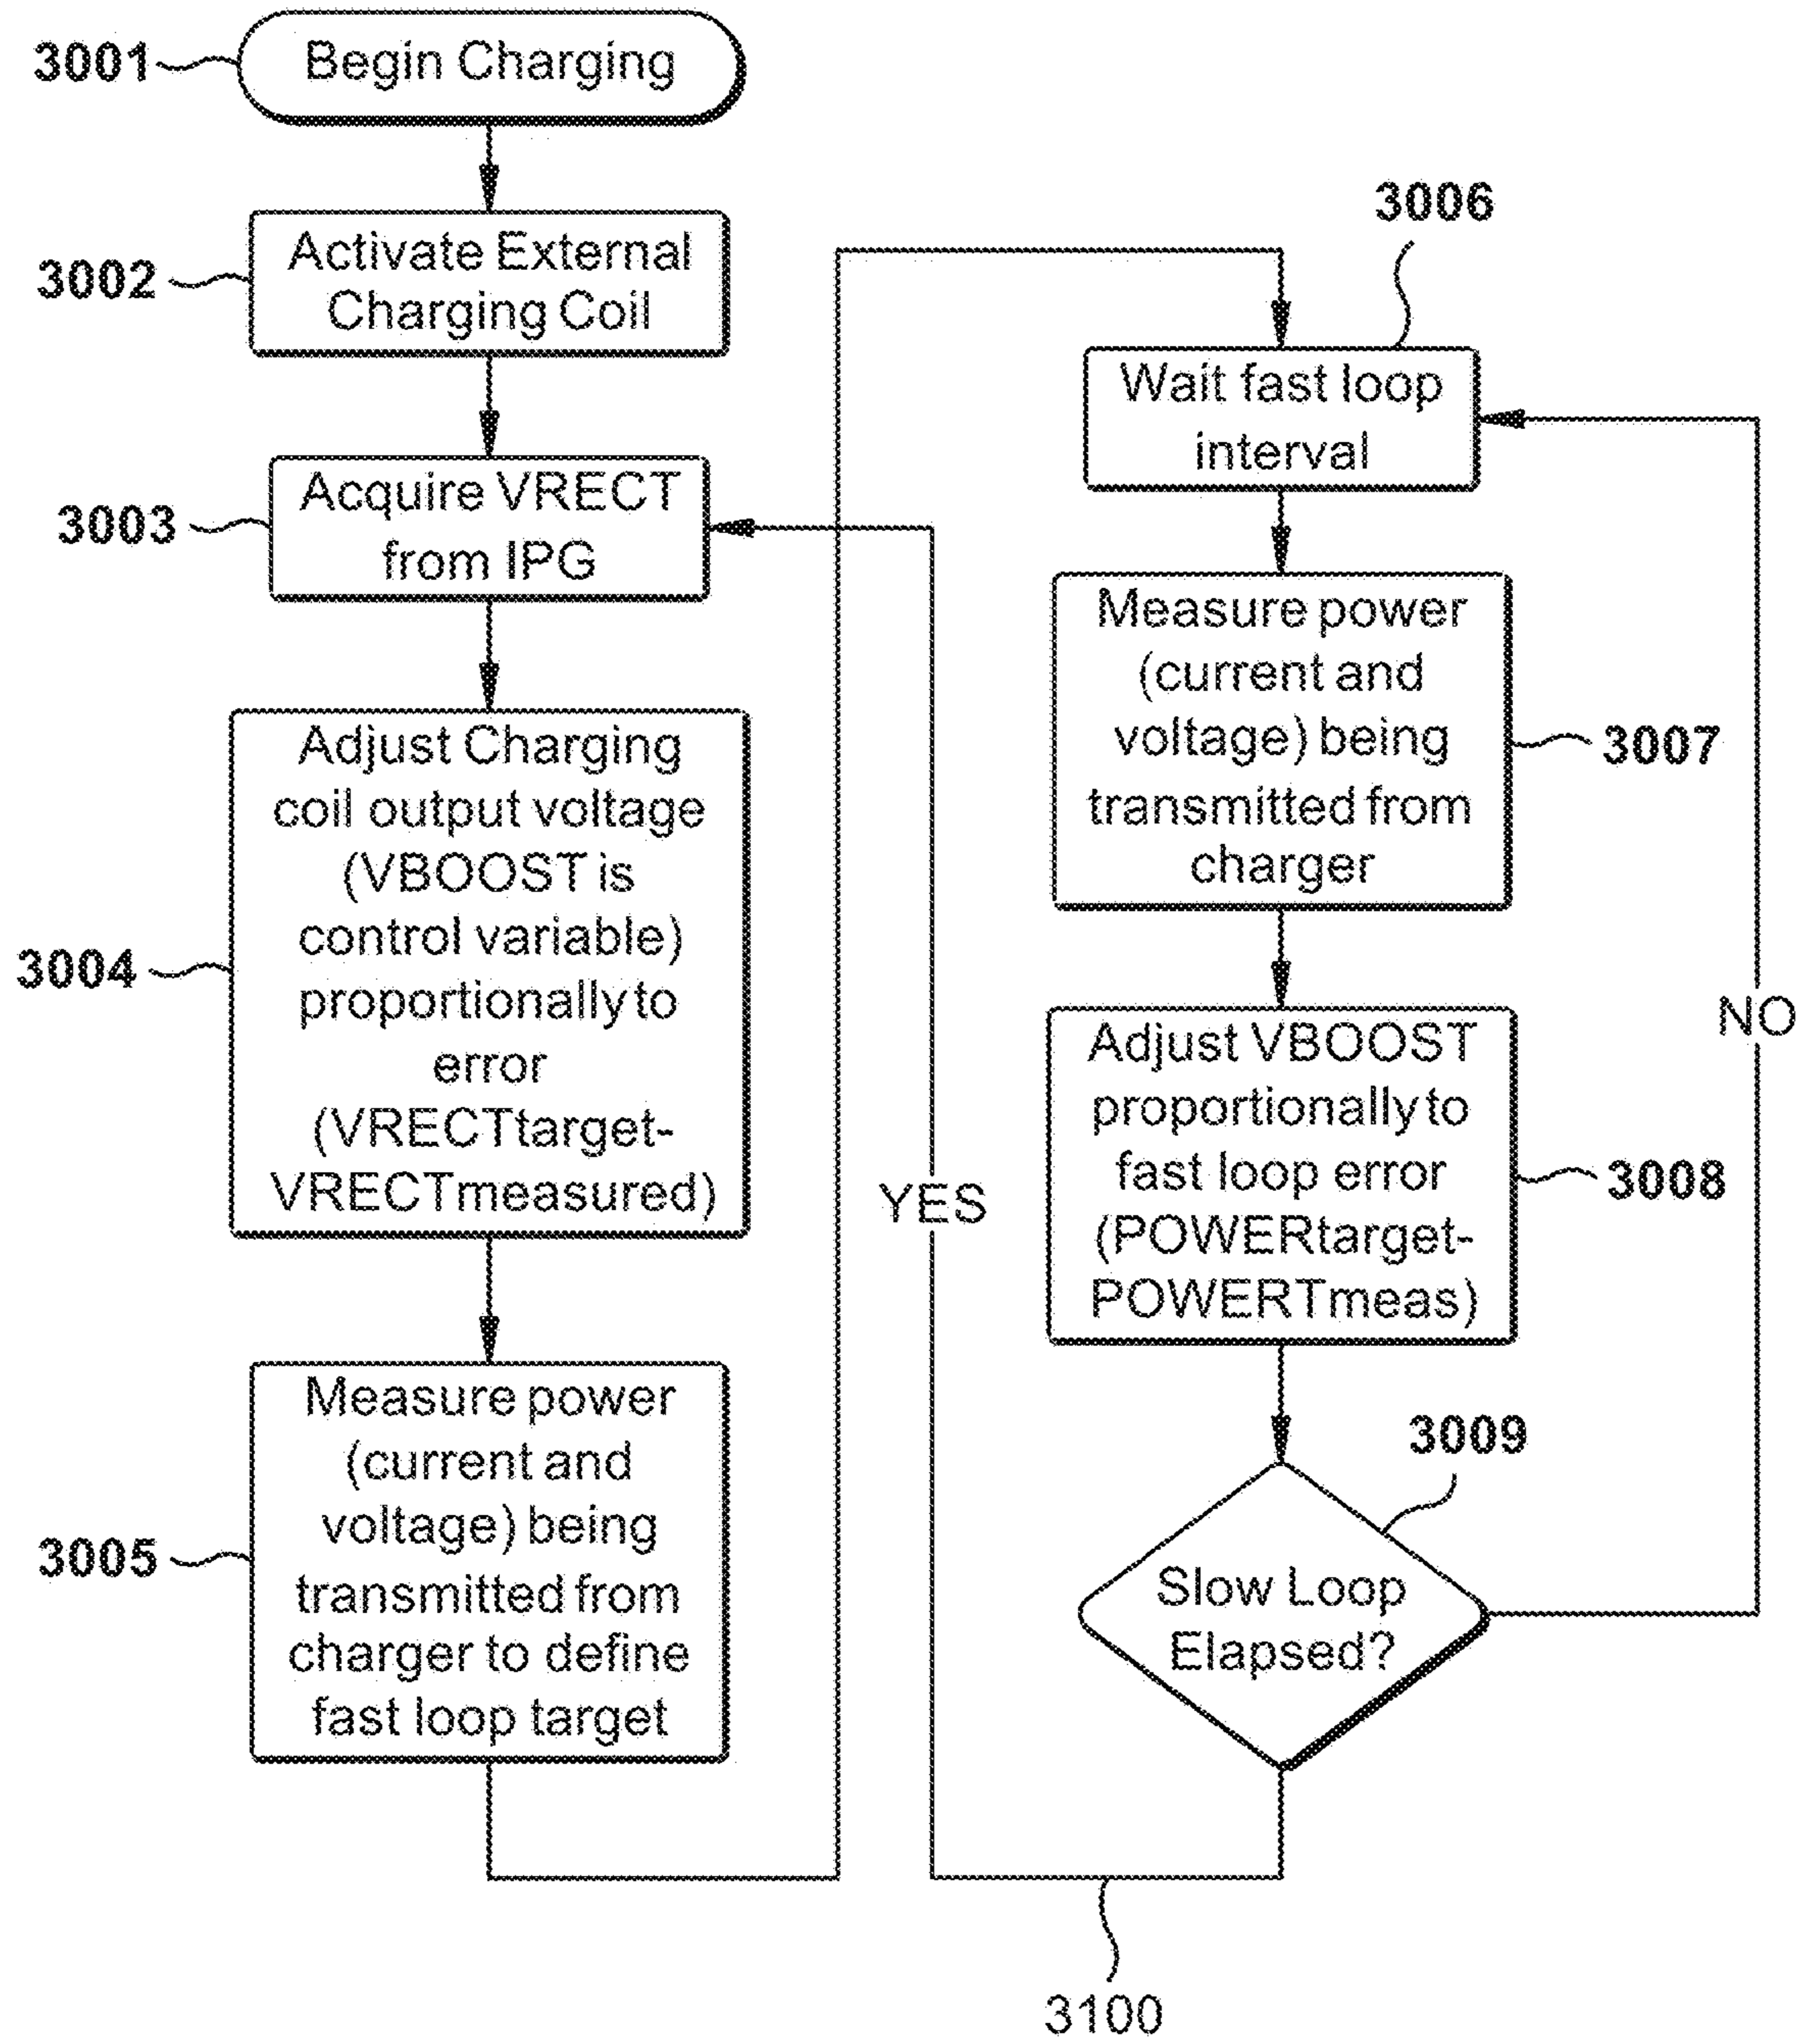 3001
Begin Charging
3002
Activate External
Charging Coil
3003
Acquire VRECT
from IPG
3004
Adjust Charging
coil output voltage
(VBOOST is
control variable)
proportionally to
error
(VRECTtarget-
VRECTmeasured)
3005
Measure power
(current and
voltage) being
transmitted from
charger to define
fast loop target
3006
Wait fast loop
interval
Measure power
(current and
voltage) being
transmitted from
charger
3007
Adjust VBOOST
proportionally to
fast loop error
(POWERtarget-
POWERTmeas)
3008
3009
Slow Loop
Elapsed?
NO
YES
3100